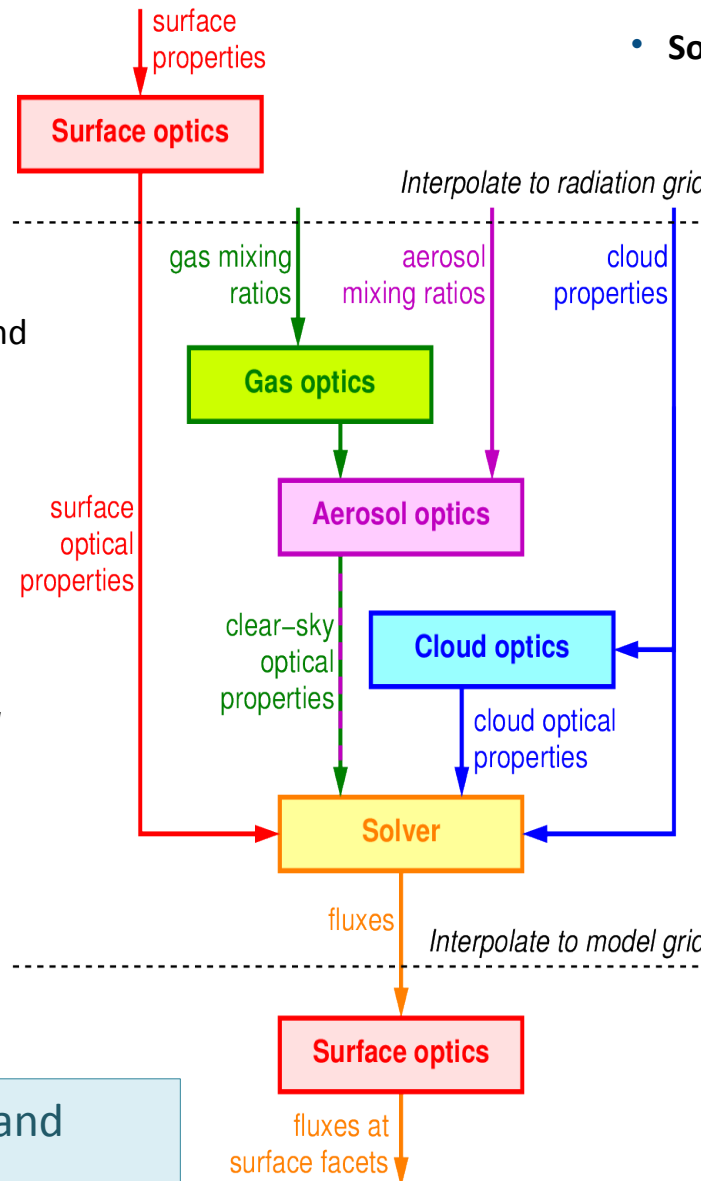 surface
properties
• So
Surface optics
Interpolate to radiation grid
gas mixing
ratios
aerosol
mixing ratios
cloud
properties
nd
Gas optics
surface
optical
properties
Aerosol optics
clear–sky
optical
properties
Cloud optics
cloud optical
properties
Solver
fluxes
Interpolate to model grid
Surface optics
and
fluxes at
surface facets